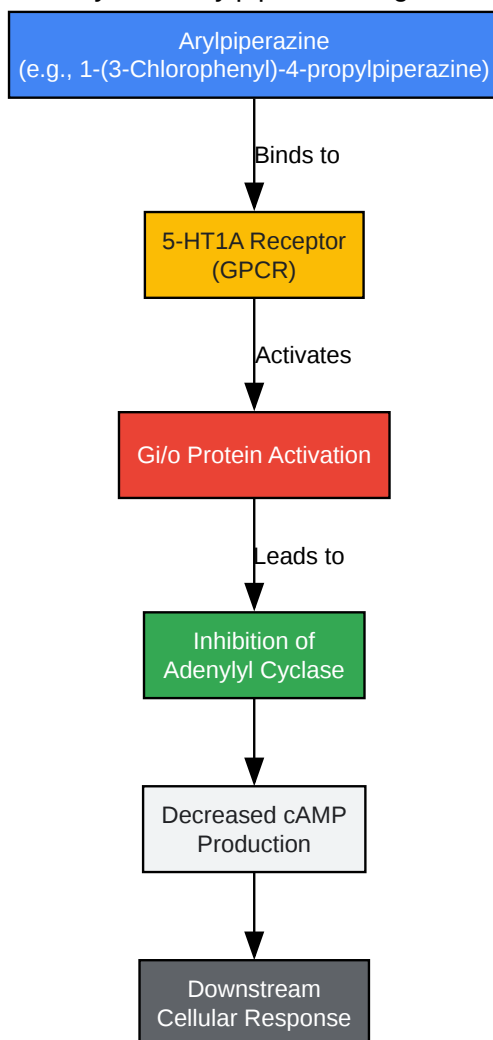 Arylpiperazine
(e.g., 1-(3-Chlorophenyl)-4-propylpiperazine)
Binds to
5-HT1A Receptor
(GPCR)
Activates
Gi/o Protein Activation
Leads to
Inhibition of
Adenylyl Cyclase
Decreased cAMP
Production
Downstream
Cellular Response